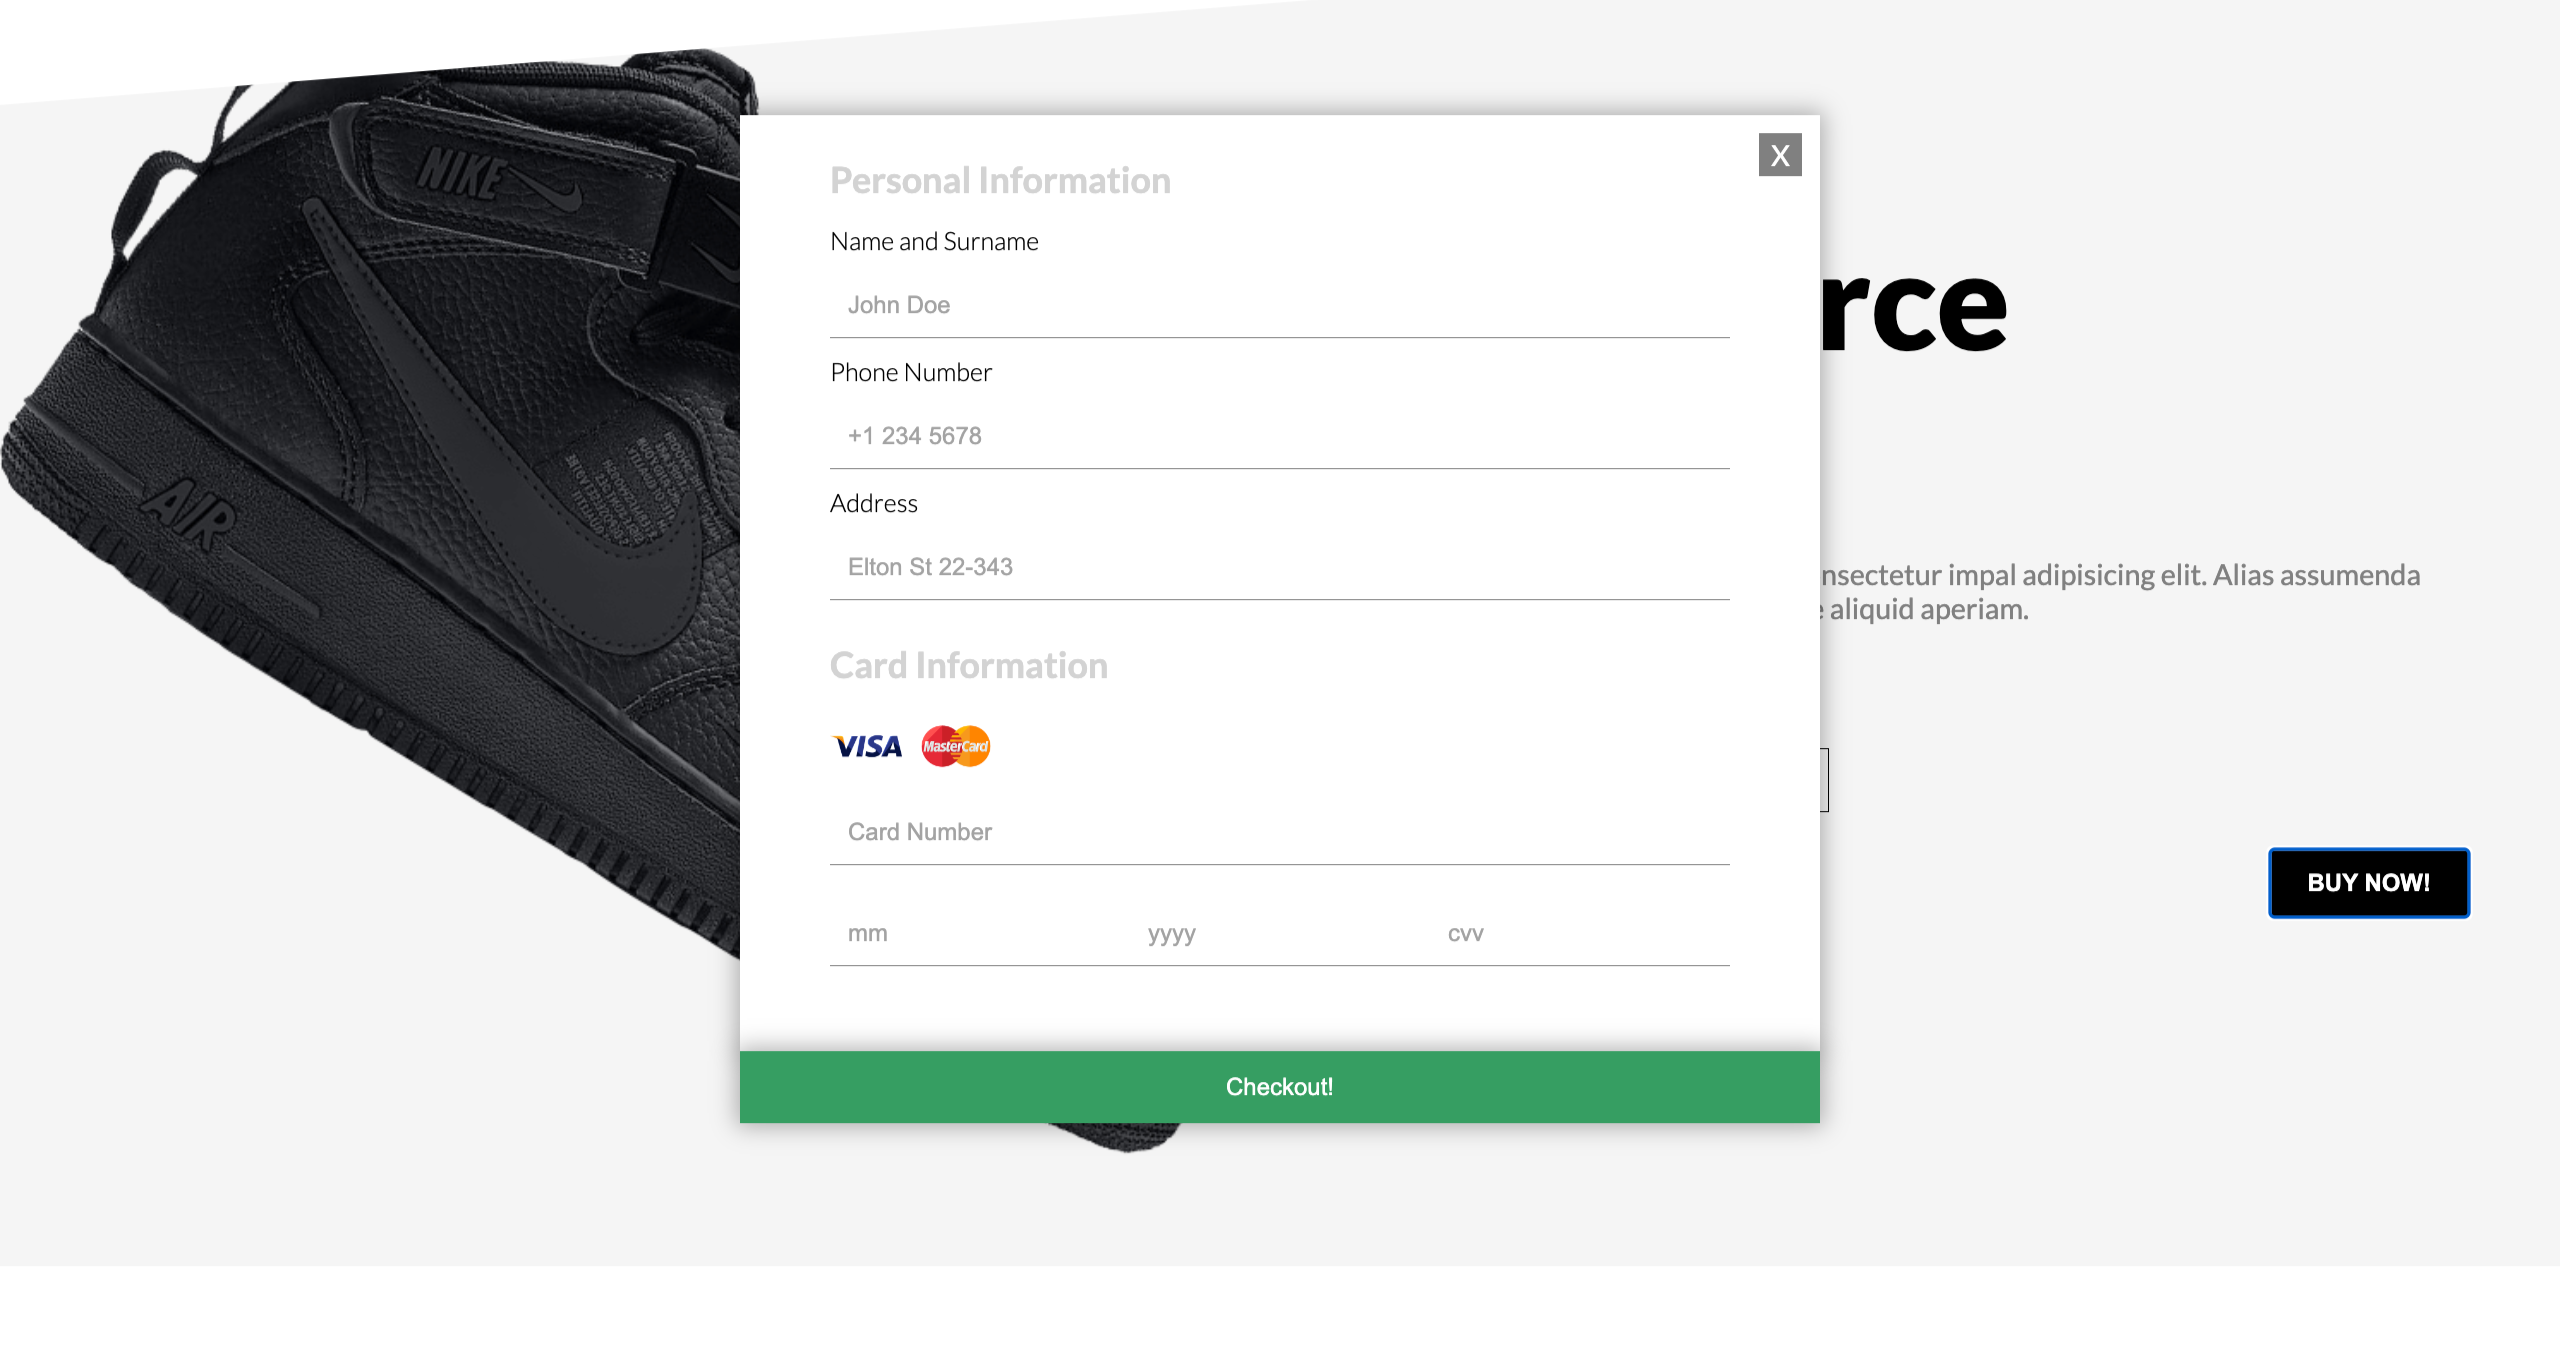 NIKE
AIR
X
Personal Information
Name and Surname
John Doe
Phone Number
+1 234 5678
Address
Elton St 22-343
Card Information
VISA MasterCard
Card Number
mm yyyy cvv
Checkout!
rce
nsectetur impal adipisicing elit. Alias assumenda
aliquid aperiam.
BUY NOW!